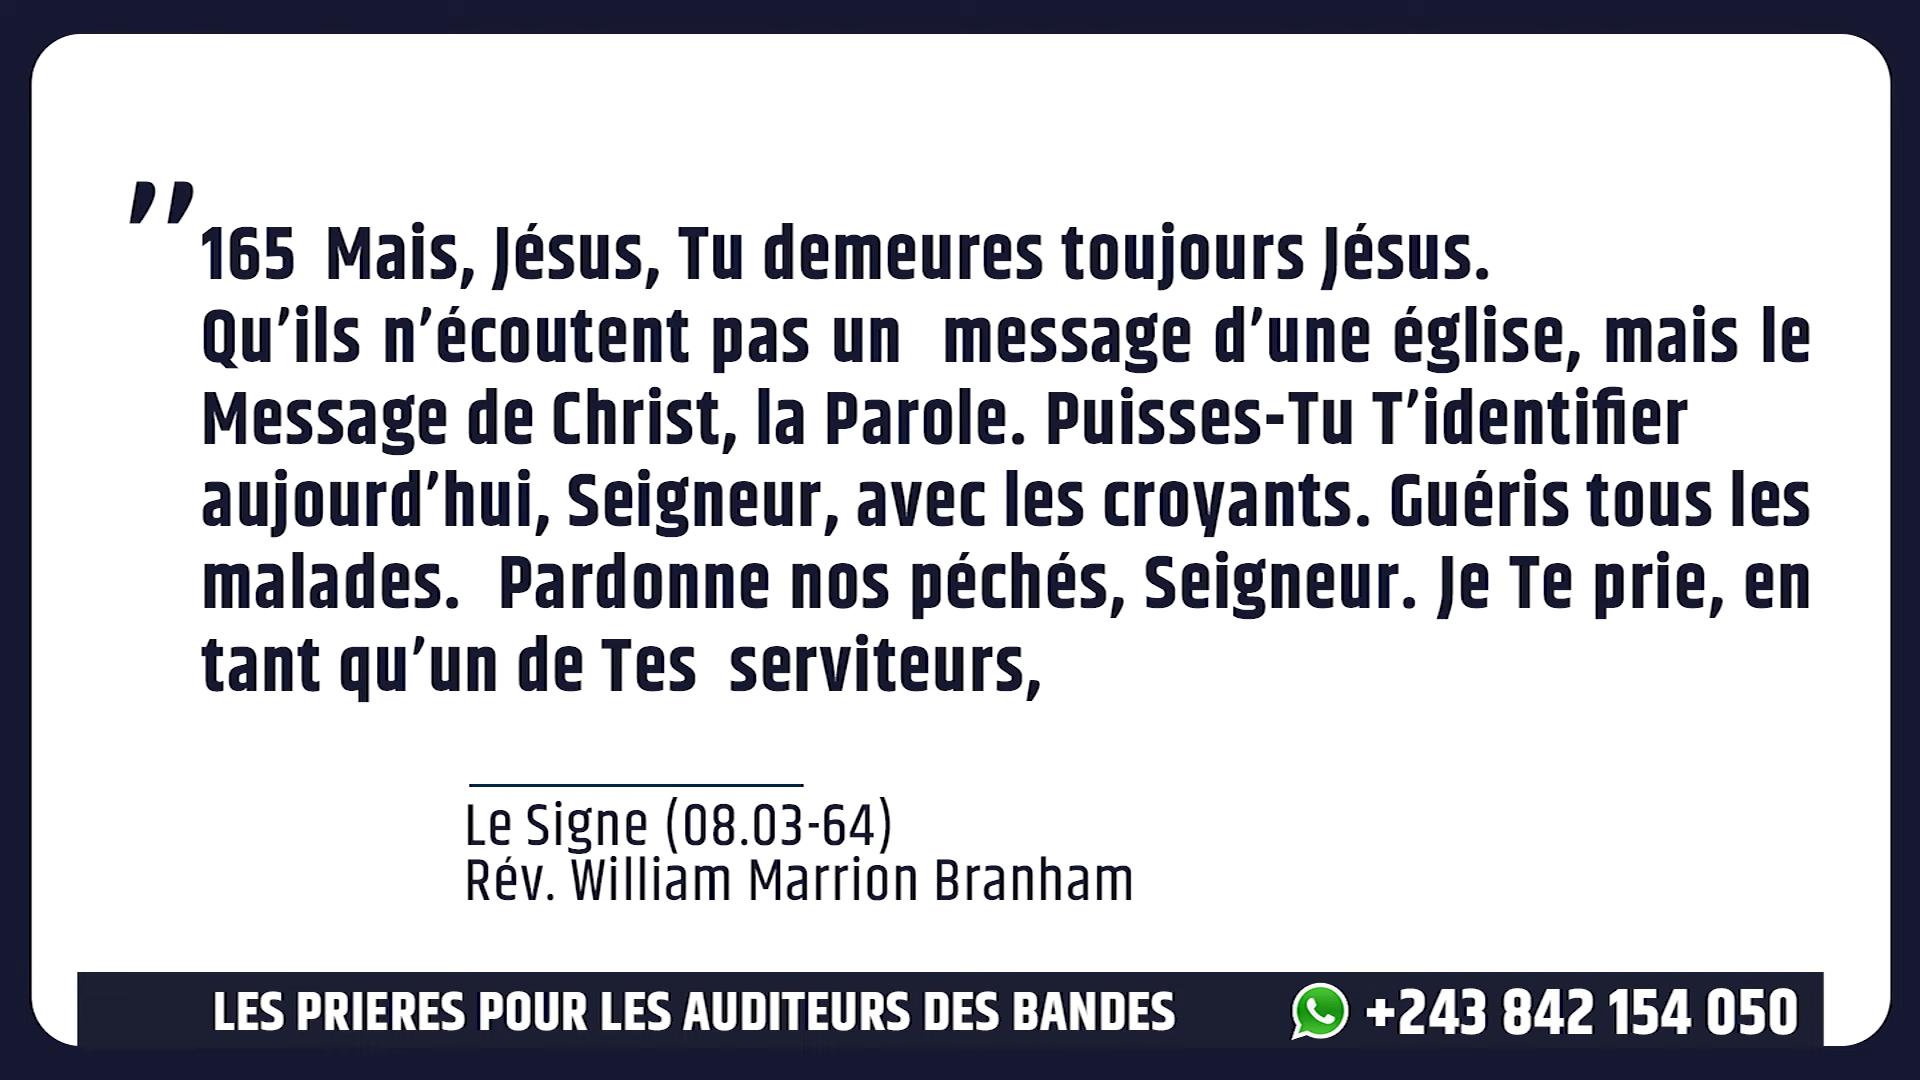 ”
165 Mais, Jésus, Tu demeures toujours Jésus.
Qu’ils n’écoutent pas un message d’une église, mais le
Message de Christ, la Parole. Puisses-Tu T’identifier
aujourd’hui, Seigneur, avec les croyants. Guéris tous les
malades. Pardonne nos péchés, Seigneur. Je Te prie, en
tant qu’un de Tes serviteurs,
Le Signe (08.03-64)
Rév. William Marrion Branham
LES PRIERES POUR LES AUDITEURS DES BANDES
+243 842 154 050